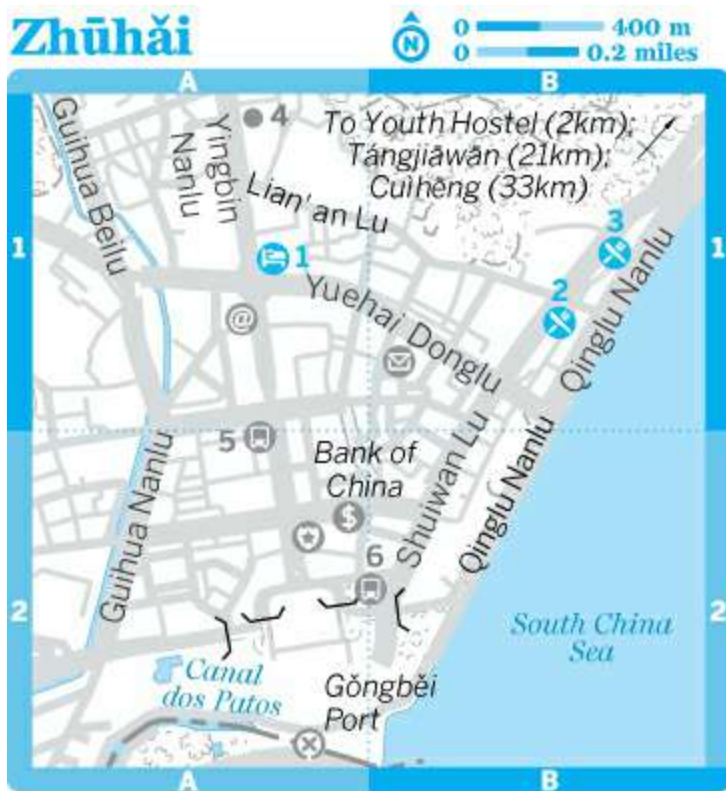 Zhūhǎi
N
0 400 m
0 0.2 miles
A B
Guihua Beilu
Yingbin
Nanlu
4
Lian'an Lu
To Youth Hostel (2km);
Tángjiāwān (21km);
Cuìhēng (33km)
1 1
1
3
2
Qinglu Nanlu
Yuehai Donglu
@
5
Bank of
China
$
6
Guihua Nanlu
Shuiwan Lu
Qinglu Nanlu
2 2
South China
Sea
Canal
dos Patos
Gǒngběi
Port
A B